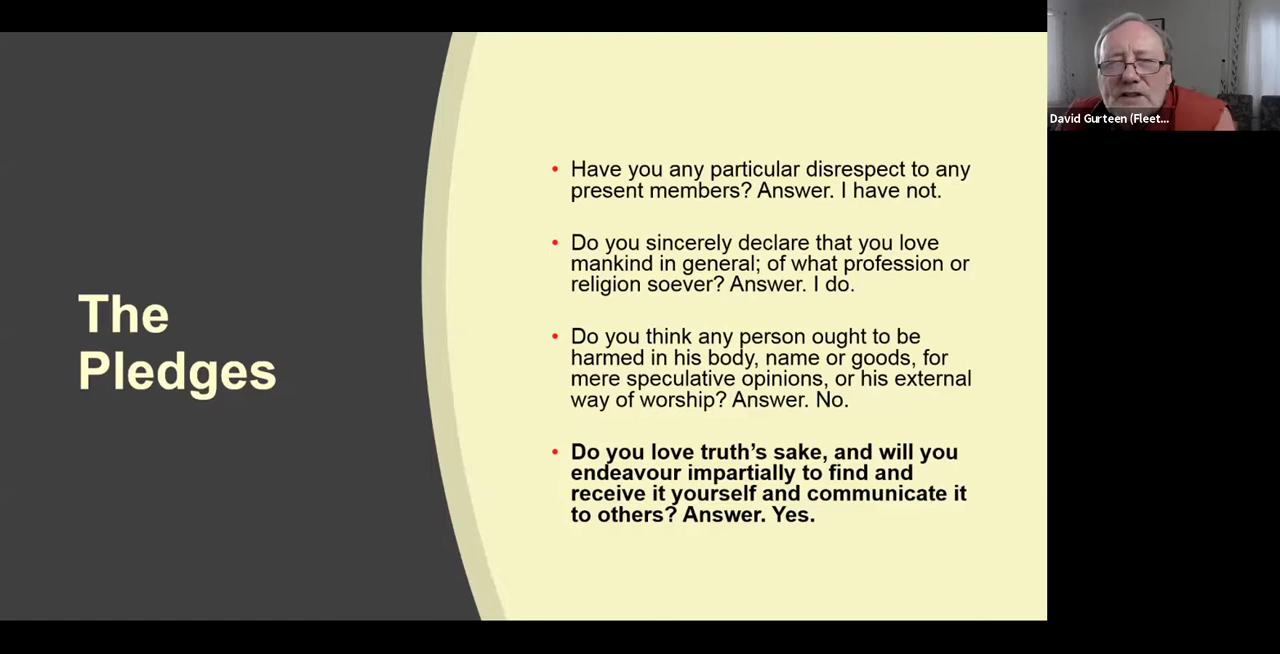 The
Pledges
• Have you any particular disrespect to any
present members? Answer. I have not.
• Do you sincerely declare that you love
mankind in general; of what profession or
religion soever? Answer. I do.
• Do you think any person ought to be
harmed in his body, name or goods, for
mere speculative opinions, or his external
way of worship? Answer. No.
• Do you love truth’s sake, and will you
endeavour impartially to find and
receive it yourself and communicate it
to others? Answer. Yes.
David Gurteen (Fleet...